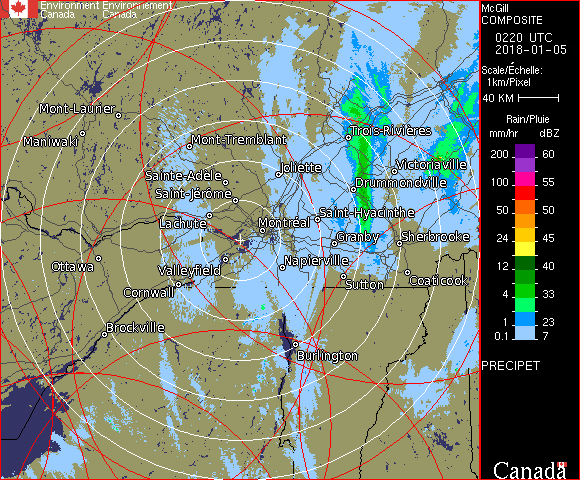 Environment Environnement
Canada Canada
McGill
COMPOSITE
0220 UTC
2018-01-05
Scale/Échelle:
1km/Pixel
40 KM
Rain/Pluie
mm/hr dBZ
200 60
100 55
50 50
24 45
12 40
4 33
1 23
0.1 7
PRECIPET
Canada
Mont-Laurier
Maniwaki
Mont-Tremblant
Trois-Rivières
Joliette
Victoriaville
Sainte-Adèle
Drummondville
Saint-Jérôme
Saint-Hyacinthe
Lachute
Montréal
Granby
Sherbrooke
Ottawa
Valleyfield
Napierville
Cornwall
Sutton
Coaticook
Brockville
Burlington